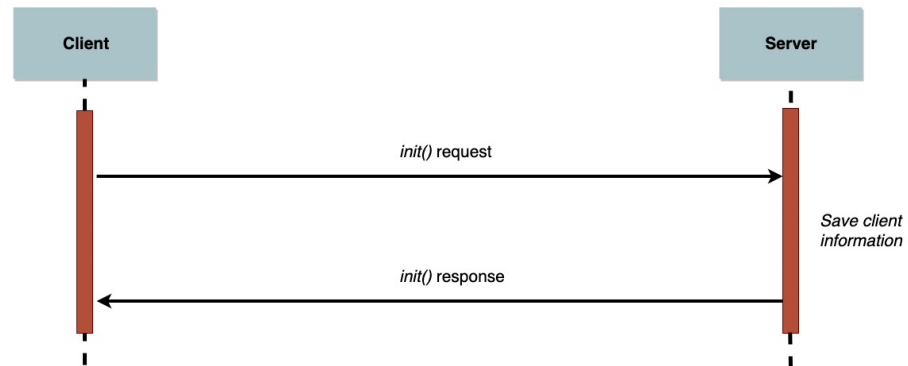 Client
Server
init() request
Save client
information
init() response